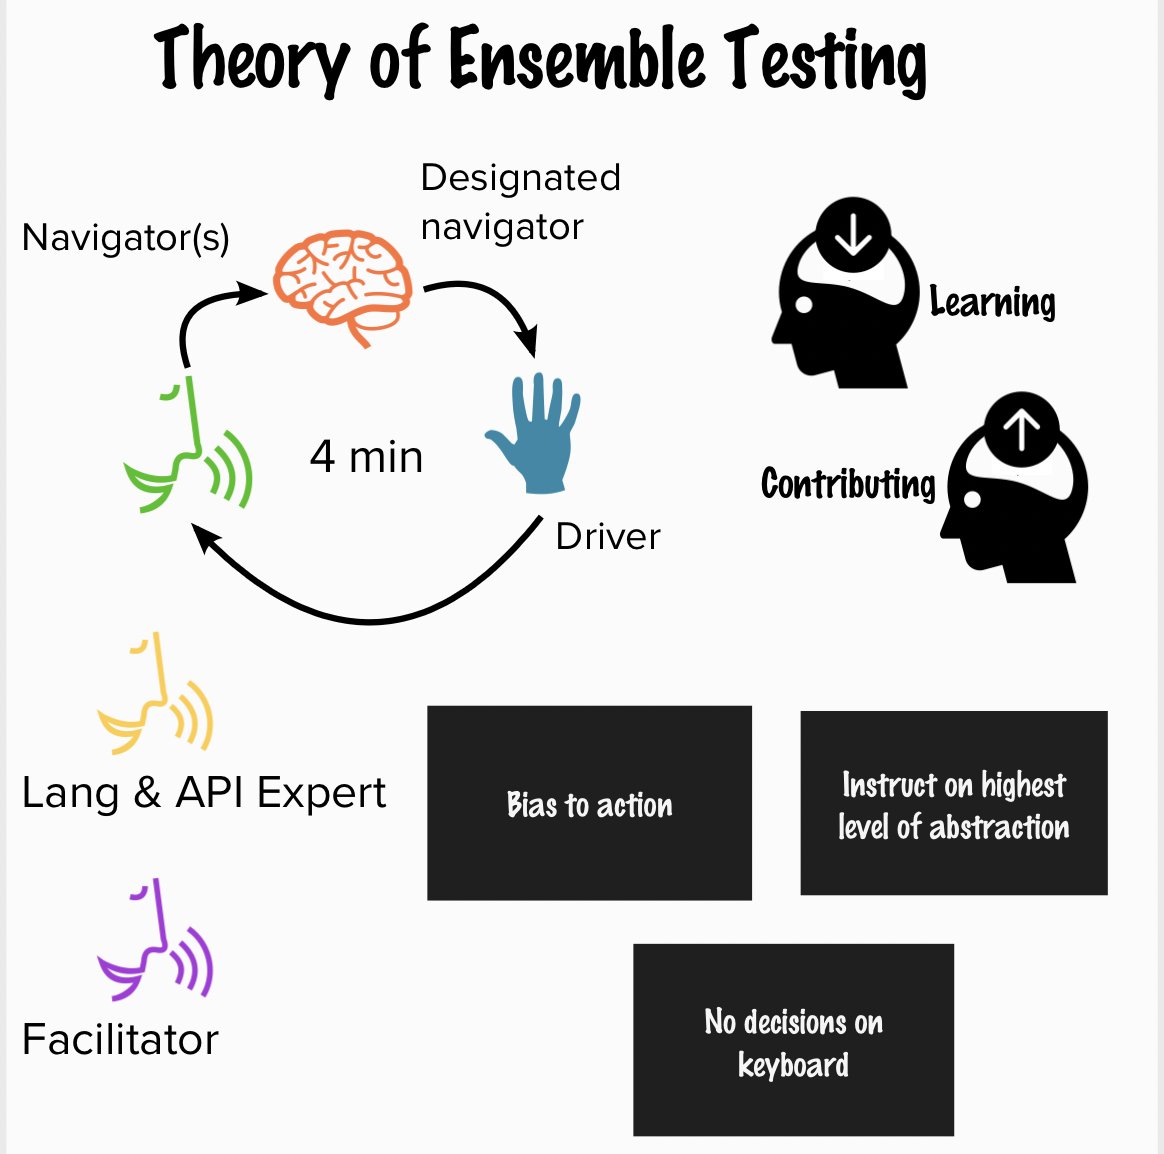 Theory of Ensemble Testing
Designated
navigator
Navigator(s)
Learning
4 min
Contributing
Driver
Lang & API Expert
Bias to action
Instruct on highest
level of abstraction
Facilitator
No decisions on
keyboard